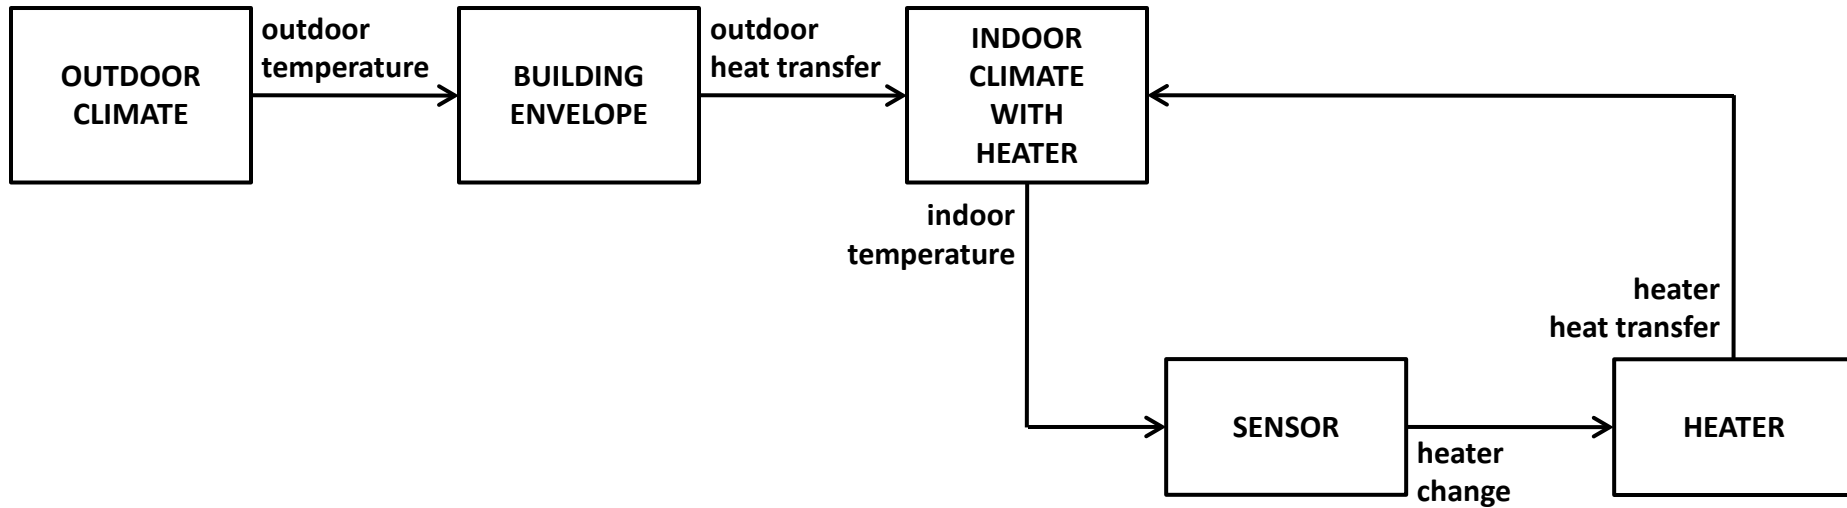 OUTDOOR
CLIMATE
outdoor
temperature
BUILDING
ENVELOPE
outdoor
heat transfer
INDOOR
CLIMATE
WITH
HEATER
indoor
temperature
SENSOR
heater
change
HEATER
heater
heat transfer